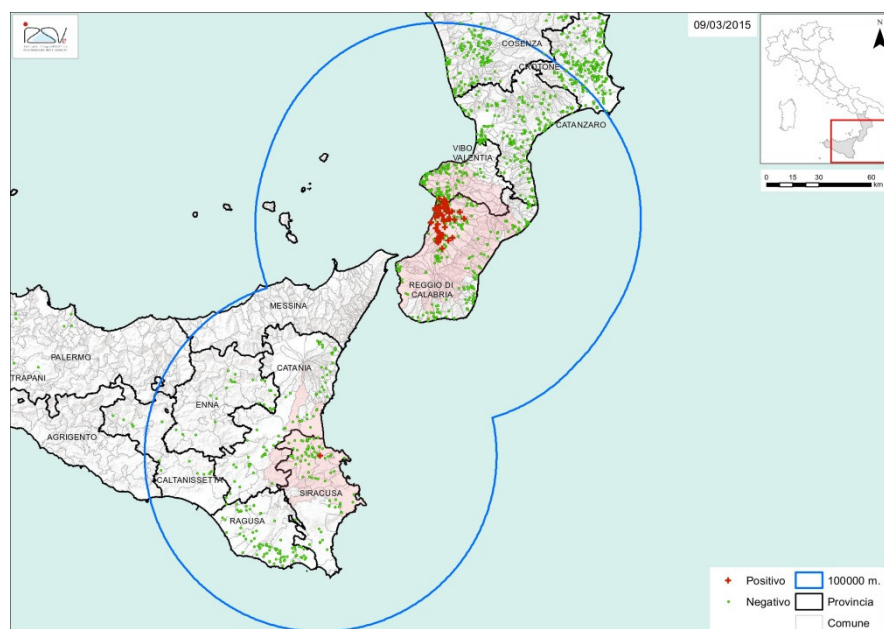 09/03/2015
N
COSENZA
CROTONE
CATANZARO
VIBO
VALENTIA
0 15 30 60
km
REGGIO DI
CALABRIA
MESSINA
PALERMO
TRAPANI
CATANIA
ENNA
AGRIGENTO
CALTANISSETTA
SIRACUSA
RAGUSA
Positivo
100000 m.
Negativo
Provincia
Comune